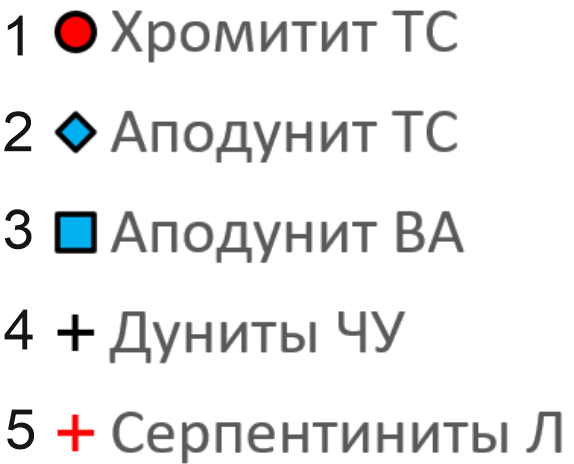 1 Хромитит ТС
2 Аподунит ТС
3 Аподунит ВА
4 Дуниты ЧУ
5 Серпентиниты Л